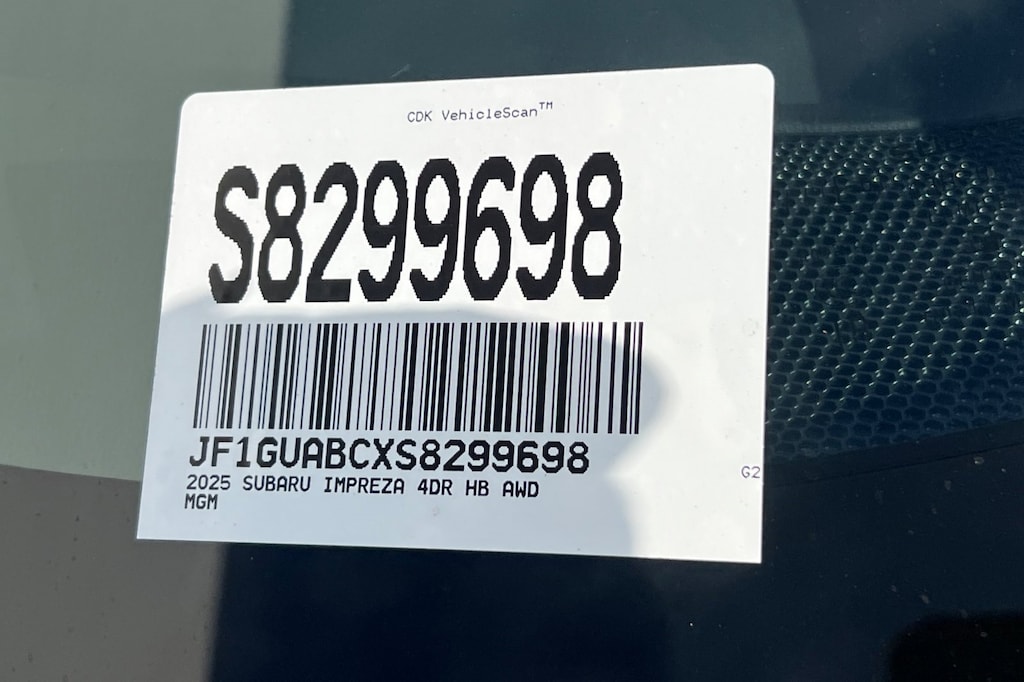 CDK VehicleScan™
S8299698
JF1GUABCXS8299698
2025 SUBARU IMPREZA 4DR HB AWD
MGM
G2